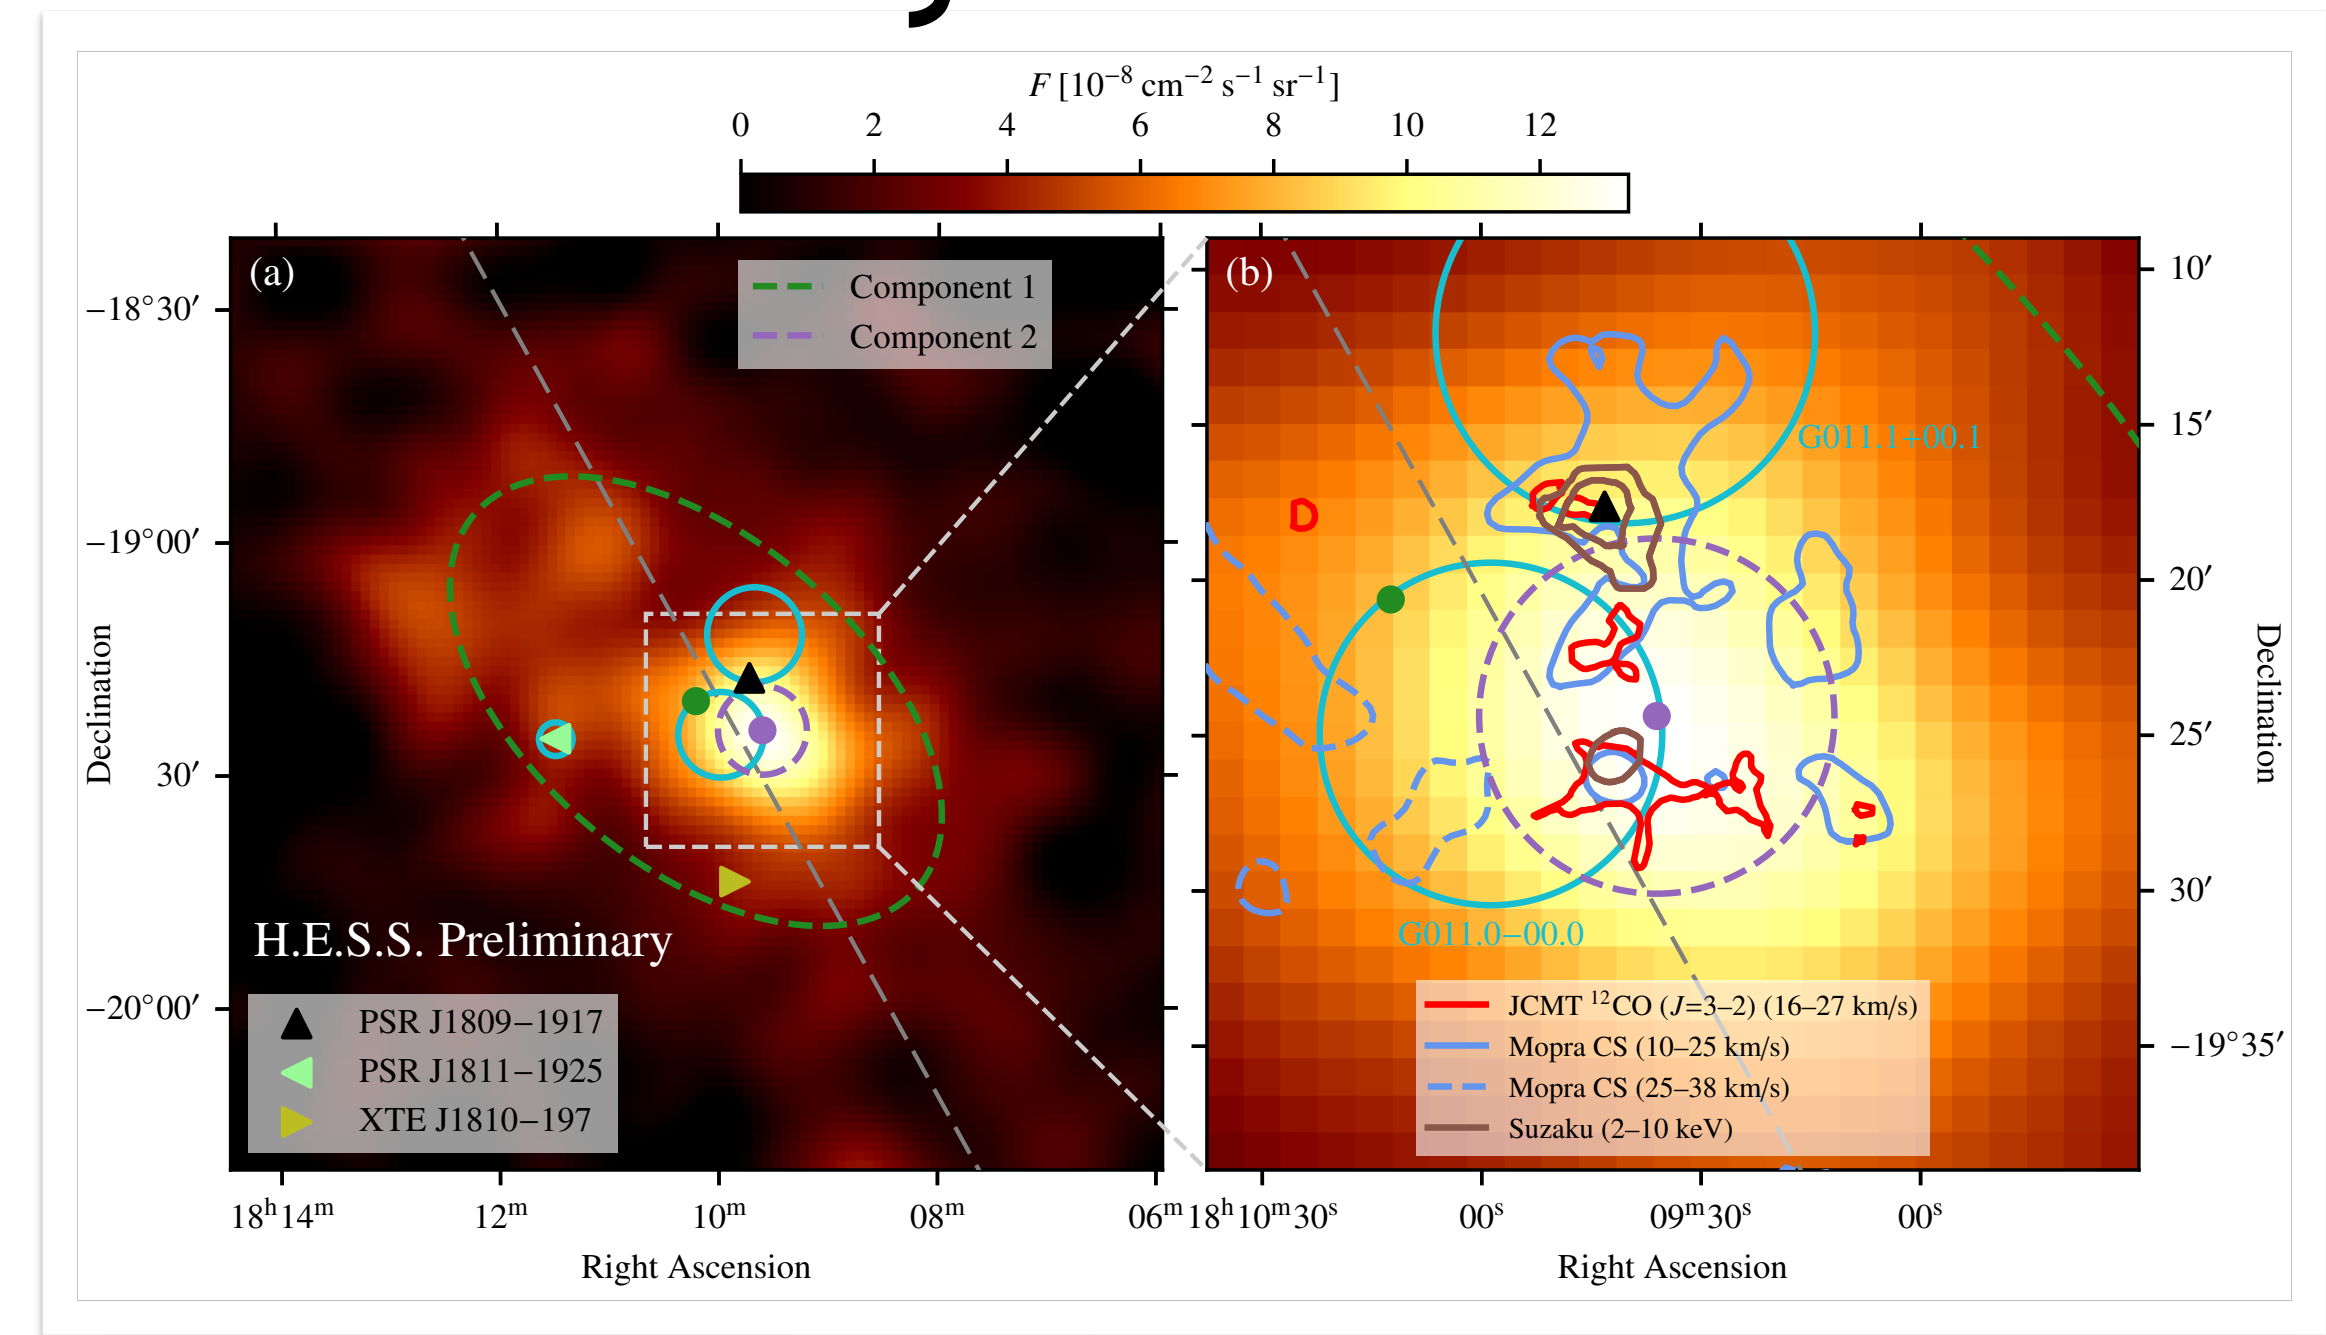 F [10⁻⁸ cm⁻² s⁻¹ sr⁻¹]
0 2 4 6 8 10 12
(a)
Component 1
Component 2
(b)
G011.1+00.1
G011.0−00.0
H.E.S.S. Preliminary
PSR J1809−1917
PSR J1811−1925
XTE J1810−197
JCMT ¹²CO (J=3–2) (16–27 km/s)
Mopra CS (10–25 km/s)
Mopra CS (25–38 km/s)
Suzaku (2–10 keV)
−18°30′
−19°00′
30′
−20°00′
Declination
10′
15′
20′
25′
30′
−19°35′
Declination
18ʰ14ᵐ 12ᵐ 10ᵐ 08ᵐ 06ᵐ
18ʰ10ᵐ30ˢ 00ˢ 09ᵐ30ˢ 00ˢ
Right Ascension
Right Ascension